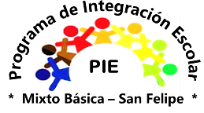 Programa de Integración Escolar
PIE
* Mixto Básica – San Felipe *